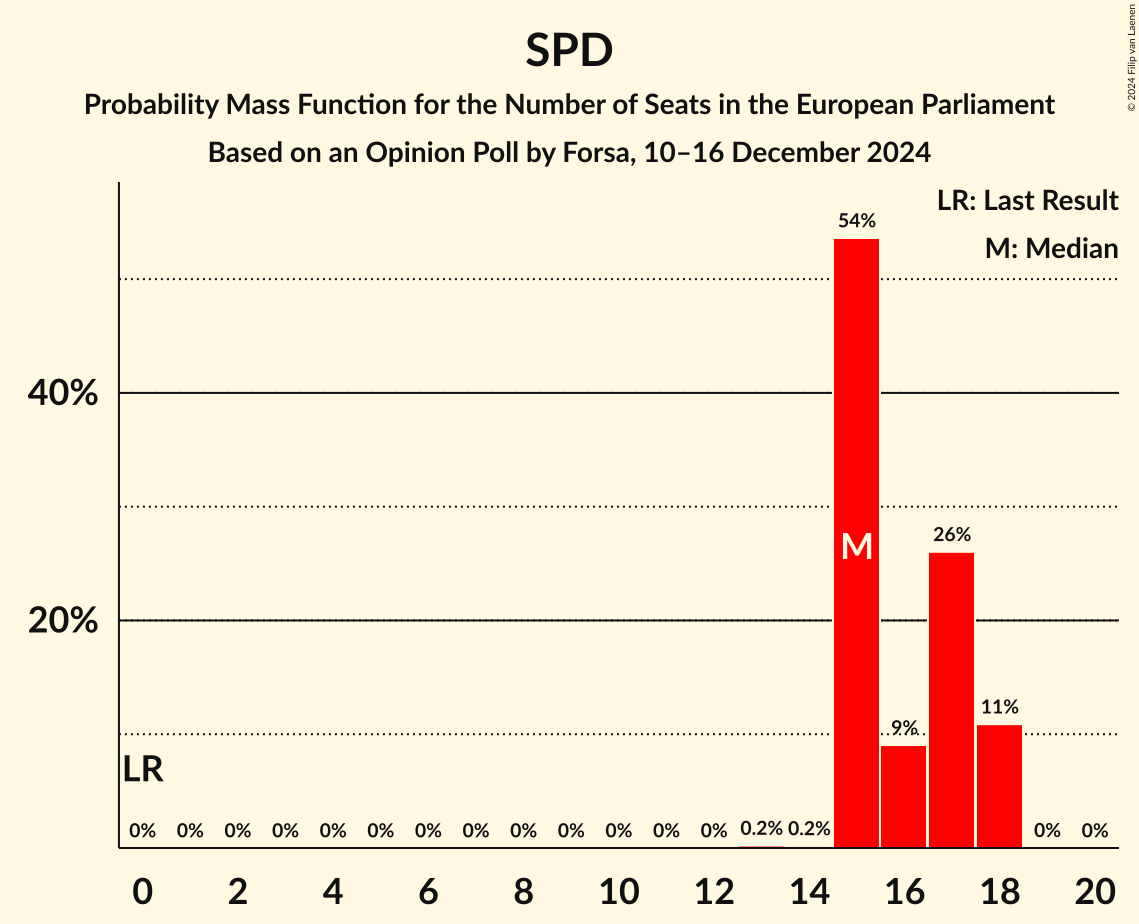 SPD
Probability Mass Function for the Number of Seats in the European Parliament
Based on an Opinion Poll by Forsa, 10–16 December 2024
© 2024 Filip van Laenen
LR: Last Result
M: Median
54%
40%
M
26%
20%
11%
9%
LR
0% 0% 0% 0% 0% 0% 0% 0% 0% 0% 0% 0% 0% 0.2% 0.2% 0% 0%
0 2 4 6 8 10 12 14 16 18 20